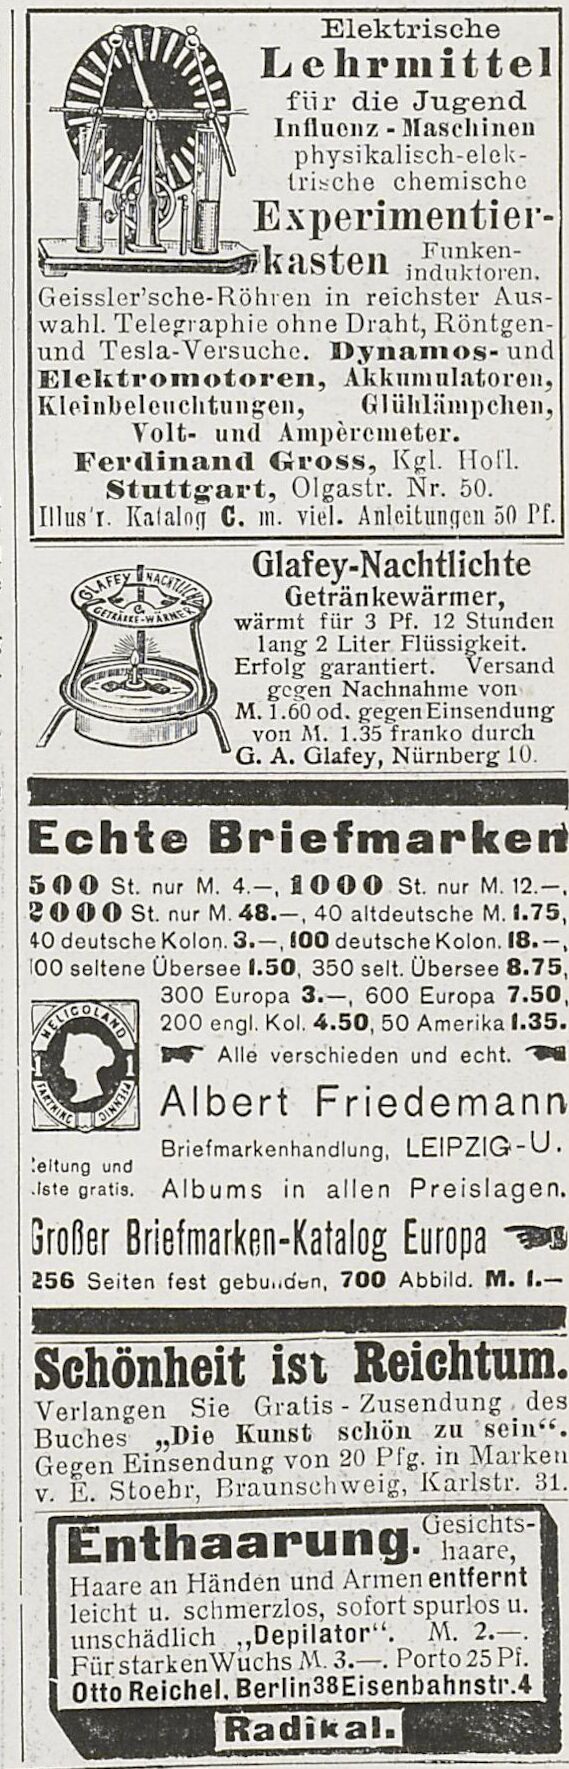 Elektrische
Lehrmittel
für die Jugend
Influenz - Maschinen
physikalisch-elek-
trische chemische
Experimentier-
kasten Funken-
induktoren.
Geissler'sche-Röhren in reichster Aus-
wahl. Telegraphie ohne Draht, Röntgen-
und Tesla-Versuche. Dynamos- und
Elektromotoren, Akkumulatoren,
Kleinbeleuchtungen, Glühlämpchen,
Volt- und Ampèremeter.
Ferdinand Gross, Kgl. Hofl.
Stuttgart, Olgastr. Nr. 50.
Illus'r. Katalog C. m. viel. Anleitungen 50 Pf.
GLAFEY NACHTLICHT
G
GETRÄNKE-WÄRMER
Glafey-Nachtlichte
Getränkewärmer,
wärmt für 3 Pf. 12 Stunden
lang 2 Liter Flüssigkeit.
Erfolg garantiert. Versand
gegen Nachnahme von
M. 1.60 od. gegen Einsendung
von M. 1.35 franko durch
G. A. Glafey, Nürnberg 10.
Echte Briefmarken
500 St. nur M. 4.—, 1000 St. nur M. 12.—,
2000 St. nur M. 48.—, 40 altdeutsche M. 1.75,
40 deutsche Kolon. 3.—, 100 deutsche Kolon. 18.—,
100 seltene Übersee 1.50, 350 selt. Übersee 8.75,
300 Europa 3.—, 600 Europa 7.50,
200 engl. Kol. 4.50, 50 Amerika 1.35.
Alle verschieden und echt.
HELIGOLAND
1 1
FARTHING PFENNIG
Albert Friedemann
Briefmarkenhandlung, LEIPZIG-U.
Zeitung und
Liste gratis. Albums in allen Preislagen.
Großer Briefmarken-Katalog Europa
256 Seiten fest gebunden, 700 Abbild. M. 1.—
Schönheit ist Reichtum.
Verlangen Sie Gratis - Zusendung des
Buches „Die Kunst schön zu sein“.
Gegen Einsendung von 20 Pfg. in Marken
v. E. Stoehr, Braunschweig, Karlstr. 31.
Enthaarung. Gesichts-
haare,
Haare an Händen und Armen entfernt
leicht u. schmerzlos, sofort spurlos u.
unschädlich „Depilator“. M. 2.—.
Für starken Wuchs M. 3.—. Porto 25 Pf.
Otto Reichel, Berlin 38 Eisenbahnstr. 4
Radikal.